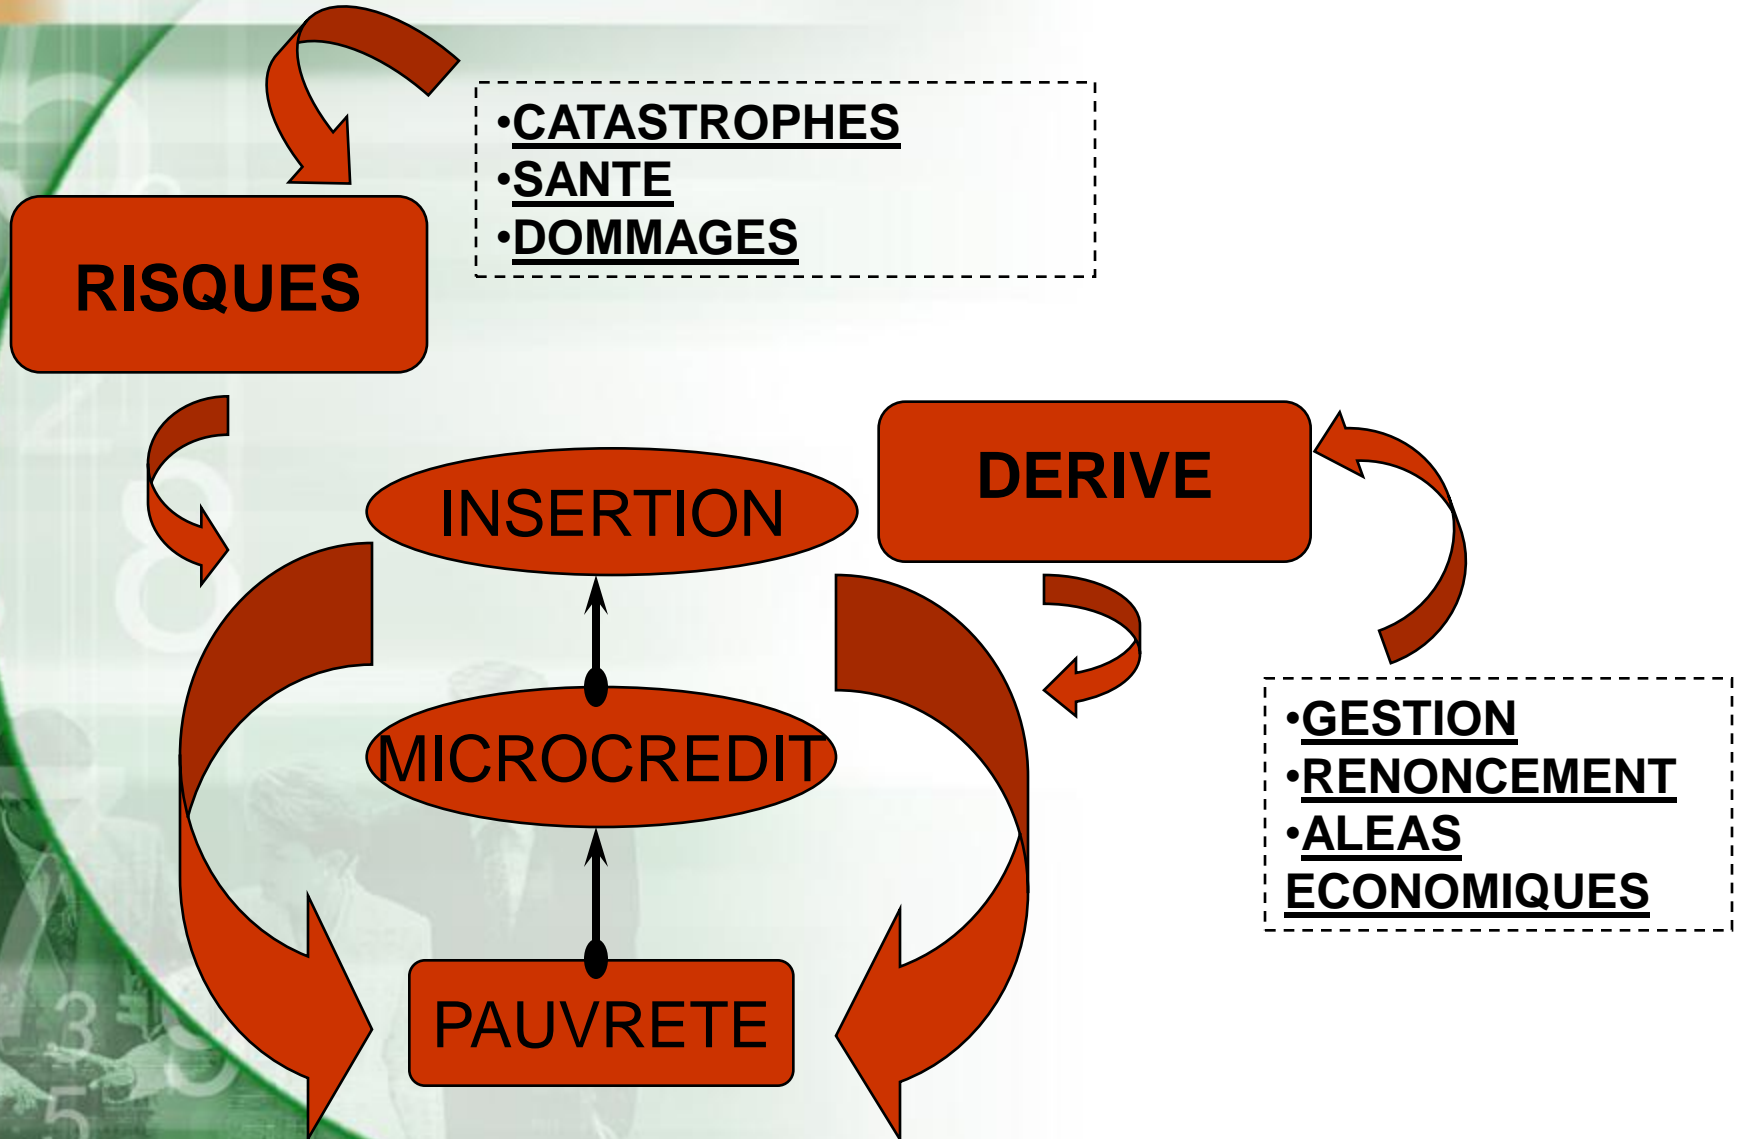 •CATASTROPHES
•SANTE
•DOMMAGES
RISQUES
DERIVE
INSERTION
MICROCREDIT
PAUVRETE
•GESTION
•RENONCEMENT
•ALEAS
ECONOMIQUES